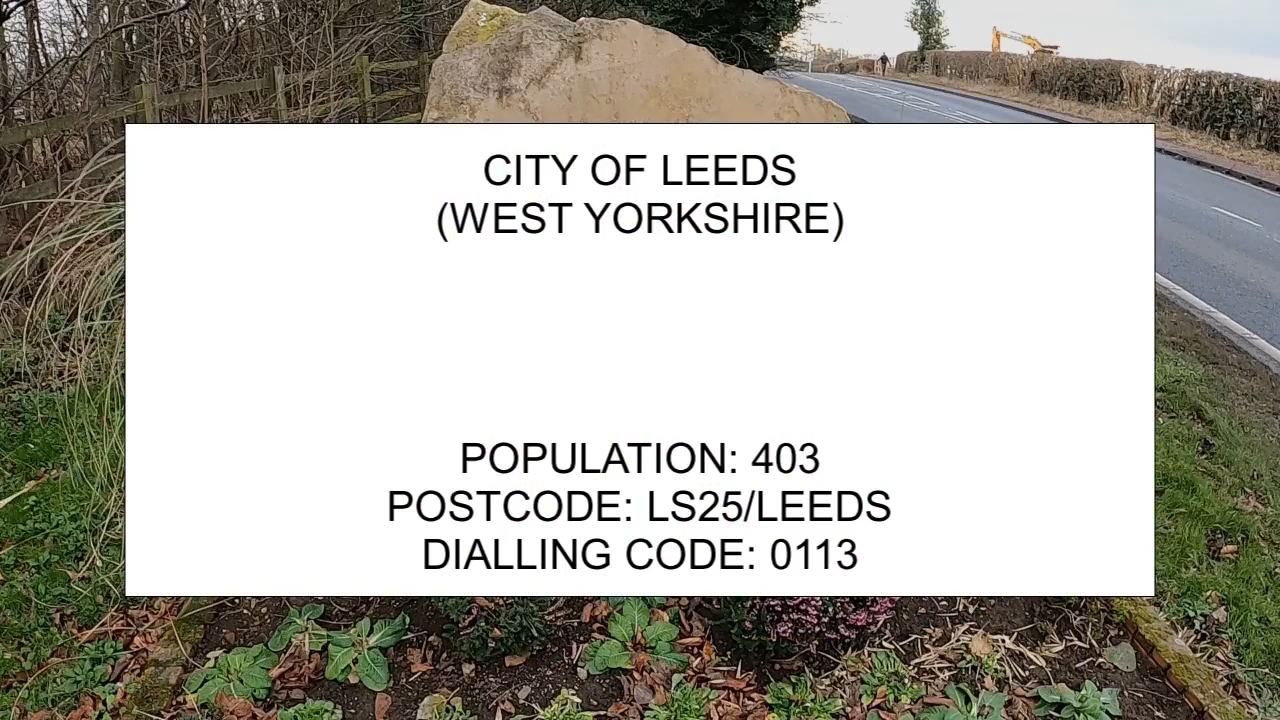 CITY OF LEEDS
(WEST YORKSHIRE)
POPULATION: 403
POSTCODE: LS25/LEEDS
DIALLING CODE: 0113